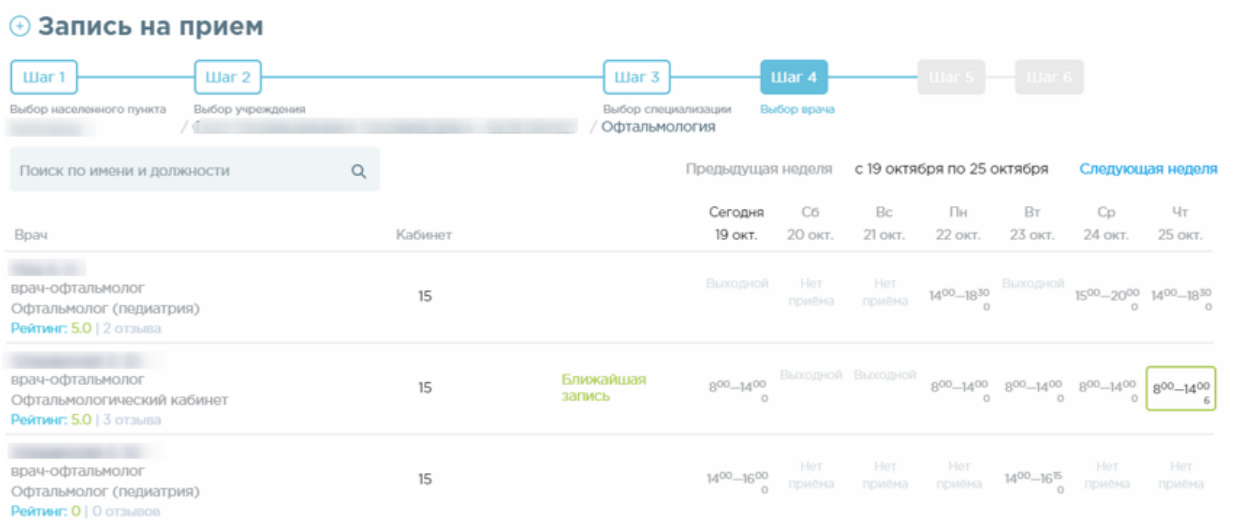 Запись на прием
Шаг 1 Шаг 2 Шаг 3 Шаг 4 Шаг 5 Шаг 6
Выбор населенного пункта Выбор учреждения Выбор специализации Выбор врача
/ / Офтальмология
Поиск по имени и должности Предыдущая неделя с 19 октября по 25 октября Следующая неделя
Сегодня Сб Вс Пн Вт Ср Чт
Врач Кабинет 19 окт. 20 окт. 21 окт. 22 окт. 23 окт. 24 окт. 25 окт.
врач-офтальмолог
Офтальмолог (педиатрия)
Рейтинг: 5.0 | 2 отзыва
15
Выходной
Нет
приёма
Нет
приёма
14⁰⁰—18³⁰
0
Выходной
15⁰⁰—20⁰⁰
0
14⁰⁰—18³⁰
0
врач-офтальмолог
Офтальмологический кабинет
Рейтинг: 5.0 | 3 отзыва
15
Ближайшая
запись
8⁰⁰—14⁰⁰
0
Выходной
Выходной
8⁰⁰—14⁰⁰
0
8⁰⁰—14⁰⁰
0
8⁰⁰—14⁰⁰
0
8⁰⁰—14⁰⁰
6
врач-офтальмолог
Офтальмолог (педиатрия)
Рейтинг: 0 | 0 отзывов
15
14⁰⁰—16⁰⁰
0
Нет
приёма
Нет
приёма
Нет
приёма
14⁰⁰—16¹⁵
0
Нет
приёма
Нет
приёма